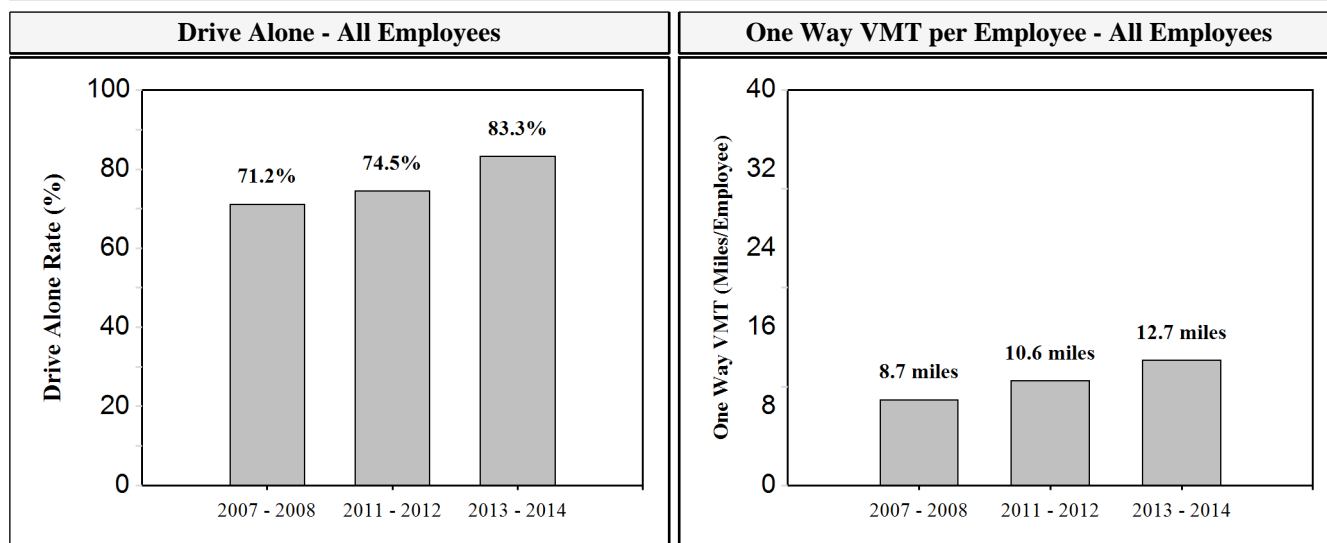 Drive Alone - All Employees
Drive Alone Rate (%)
100
80
60
40
20
0
71.2%
74.5%
83.3%
2007 - 2008
2011 - 2012
2013 - 2014
One Way VMT per Employee - All Employees
One Way VMT (Miles/Employee)
40
32
24
16
8
0
8.7 miles
10.6 miles
12.7 miles
2007 - 2008
2011 - 2012
2013 - 2014